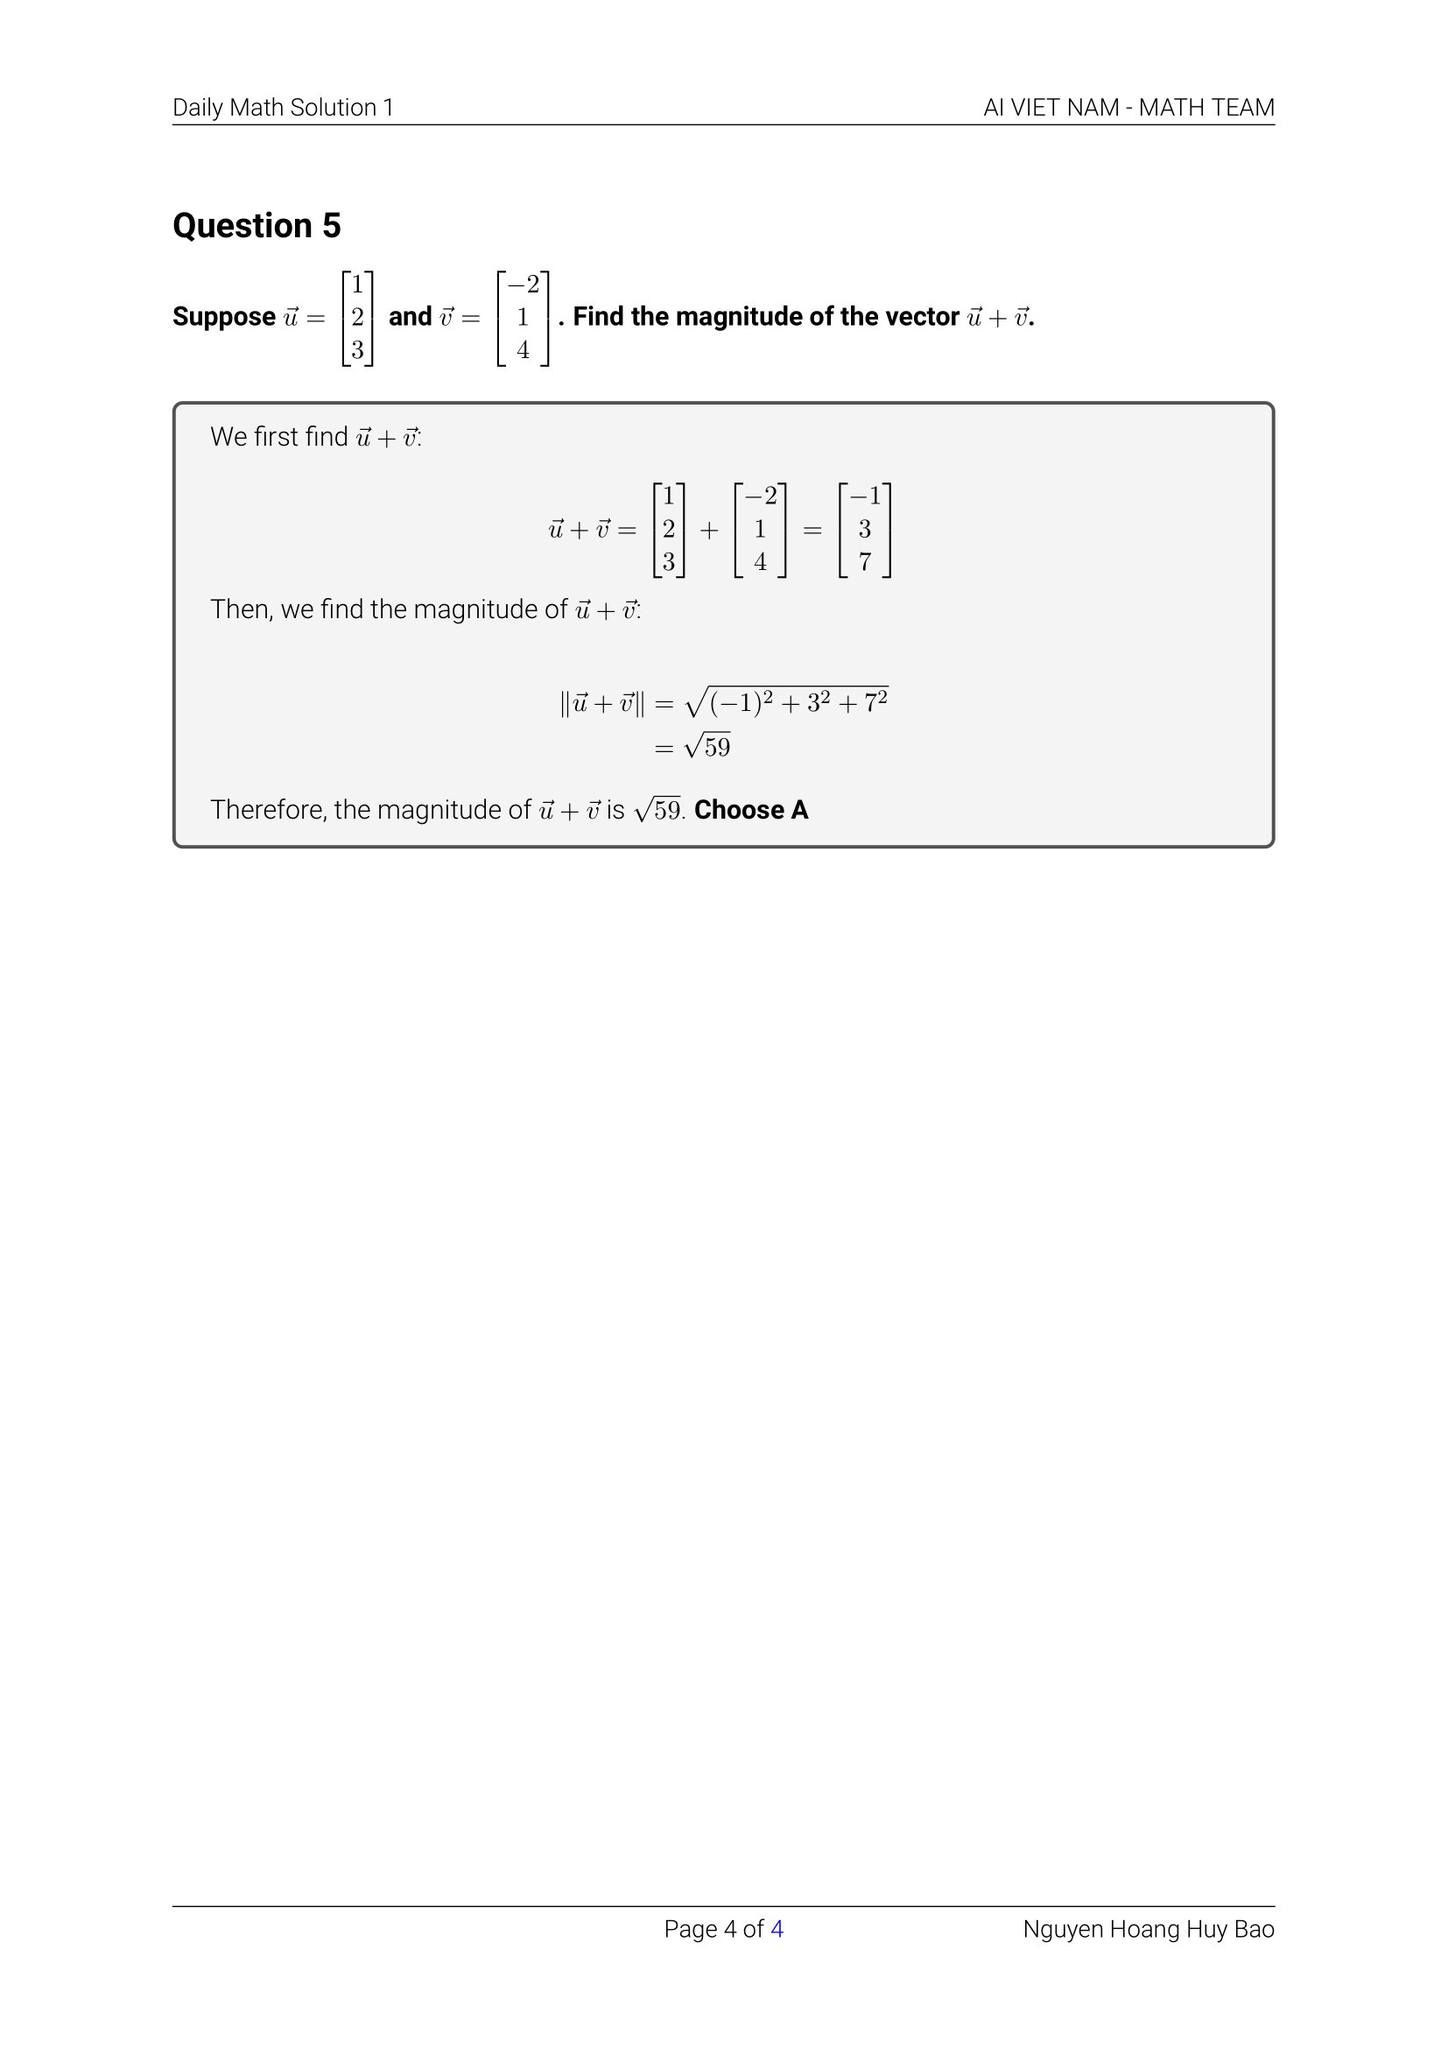 Daily Math Solution 1 AI VIET NAM - MATH TEAM
Question 5
Suppose $\vec{u} = \begin{bmatrix} 1 \\ 2 \\ 3 \end{bmatrix}$ and $\vec{v} = \begin{bmatrix} -2 \\ 1 \\ 4 \end{bmatrix}$. Find the magnitude of the vector $\vec{u} + \vec{v}$.
We first find $\vec{u} + \vec{v}$:
$\vec{u} + \vec{v} = \begin{bmatrix} 1 \\ 2 \\ 3 \end{bmatrix} + \begin{bmatrix} -2 \\ 1 \\ 4 \end{bmatrix} = \begin{bmatrix} -1 \\ 3 \\ 7 \end{bmatrix}$
Then, we find the magnitude of $\vec{u} + \vec{v}$:
$\|\vec{u} + \vec{v}\| = \sqrt{(-1)^2 + 3^2 + 7^2}$
$= \sqrt{59}$
Therefore, the magnitude of $\vec{u} + \vec{v}$ is $\sqrt{59}$. Choose A
Page 4 of 4 Nguyen Hoang Huy Bao